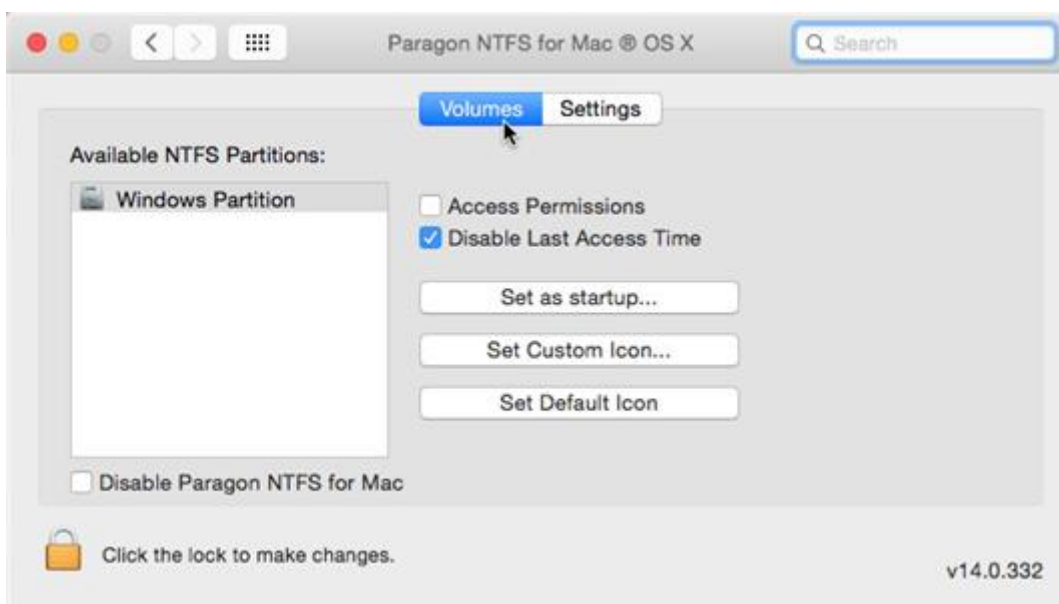 Paragon NTFS for Mac ® OS X
Search
Volumes Settings
Available NTFS Partitions:
Windows Partition
Access Permissions
Disable Last Access Time
Set as startup...
Set Custom Icon...
Set Default Icon
Disable Paragon NTFS for Mac
Click the lock to make changes.
v14.0.332